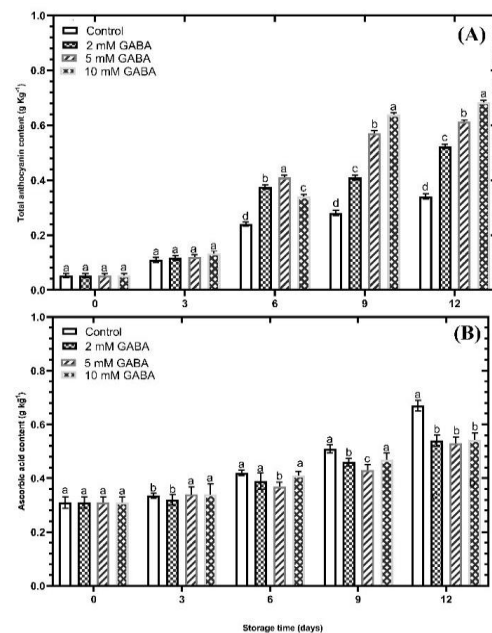 (A)
Control
2 mM GABA
5 mM GABA
10 mM GABA
Total anthocyanin content (g Kg⁻¹)
1.0
0.8
0.6
0.4
0.2
0.0
a a a a
a a a a
d b a d
d c b a
d c b a
0 3 6 9 12
(B)
Control
2 mM GABA
5 mM GABA
10 mM GABA
Ascorbic acid content (g kg⁻¹)
1.0
0.8
0.6
0.4
0.2
0.0
a a a a
b b a a
a a b a
a b c a
a b b b
0 3 6 9 12
Storage time (days)